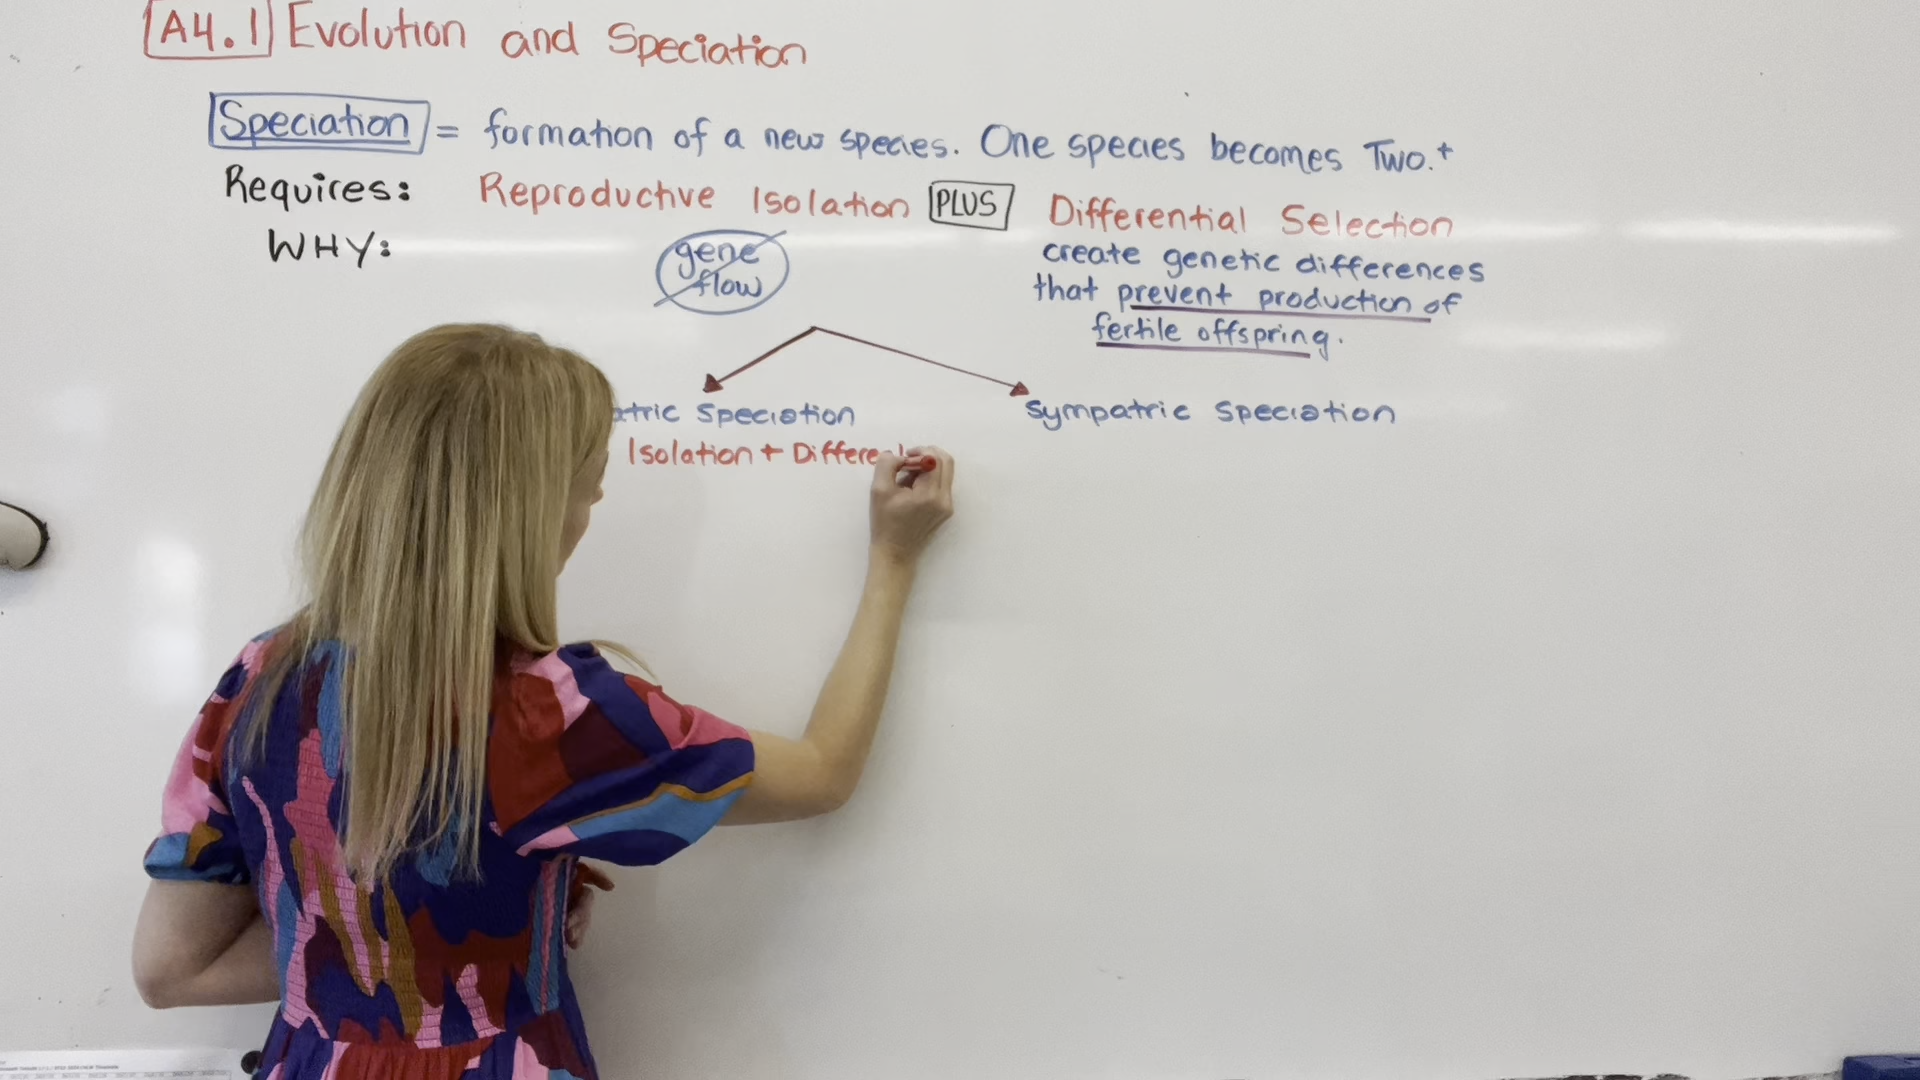 A4.1 Evolution and Speciation
Speciation = formation of a new species. One species becomes Two.+
Requires: Reproductive Isolation PLUS Differential Selection
WHY: gene flow
create genetic differences
that prevent production of
fertile offspring.
atric Speciation
Sympatric Speciation
Isolation + Differe